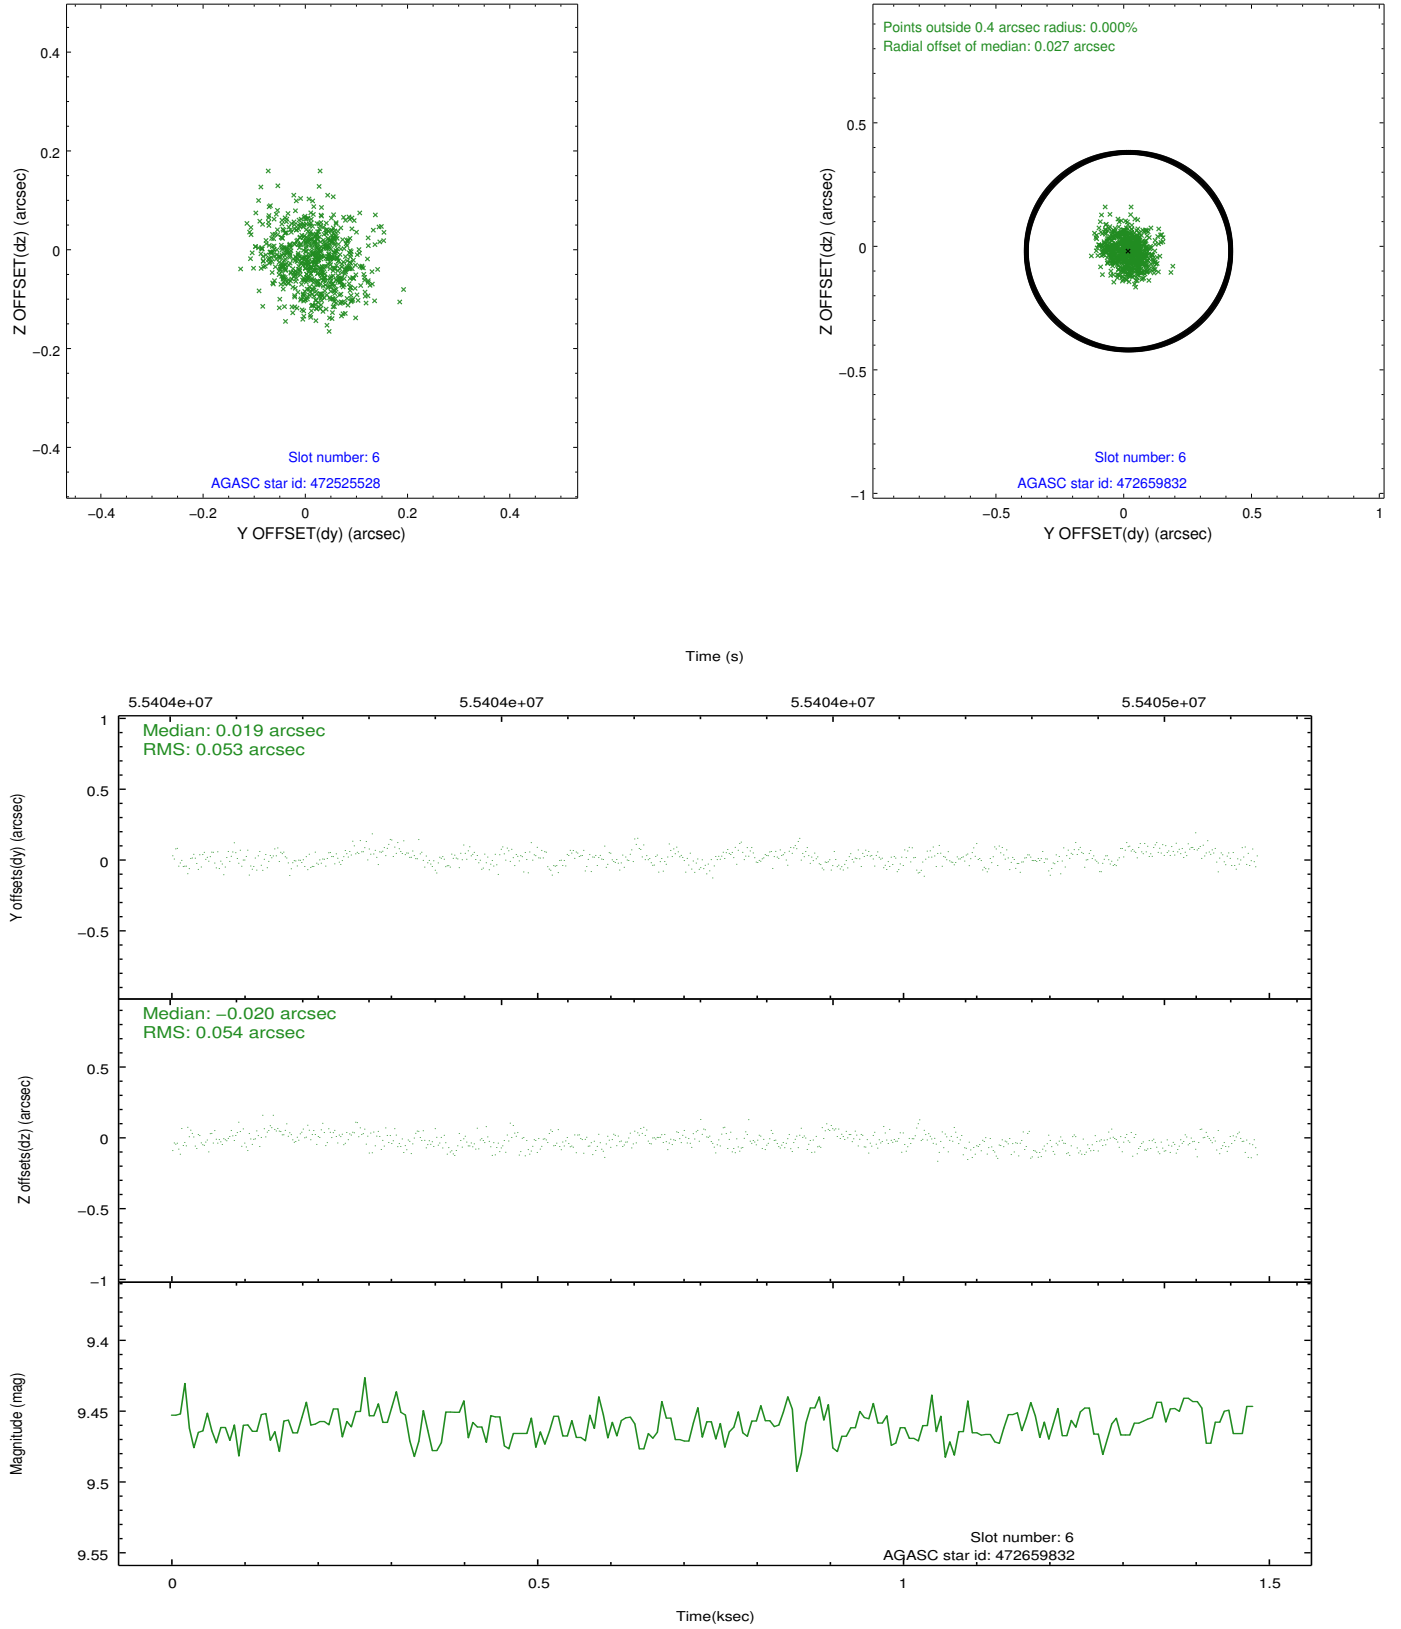 0.4
0.2
0
−0.2
−0.4
Z OFFSET(dz) (arcsec)
Slot number: 6
AGASC star id: 472525528
−0.4
−0.2
0
0.2
0.4
Y OFFSET(dy) (arcsec)
Points outside 0.4 arcsec radius: 0.000%
Radial offset of median: 0.027 arcsec
0.5
0
−0.5
−1
Z OFFSET(dz) (arcsec)
Slot number: 6
AGASC star id: 472659832
−0.5
0
0.5
1
Y OFFSET(dy) (arcsec)
Time (s)
5.5404e+07
5.5404e+07
5.5404e+07
5.5405e+07
Median: 0.019 arcsec
RMS: 0.053 arcsec
1
0.5
0
−0.5
Y offsets(dy) (arcsec)
Median: −0.020 arcsec
RMS: 0.054 arcsec
0.5
0
−0.5
−1
Z offsets(dz) (arcsec)
9.4
9.45
9.5
9.55
Magnitude (mag)
Slot number: 6
AGASC star id: 472659832
0
0.5
1
1.5
Time(ksec)